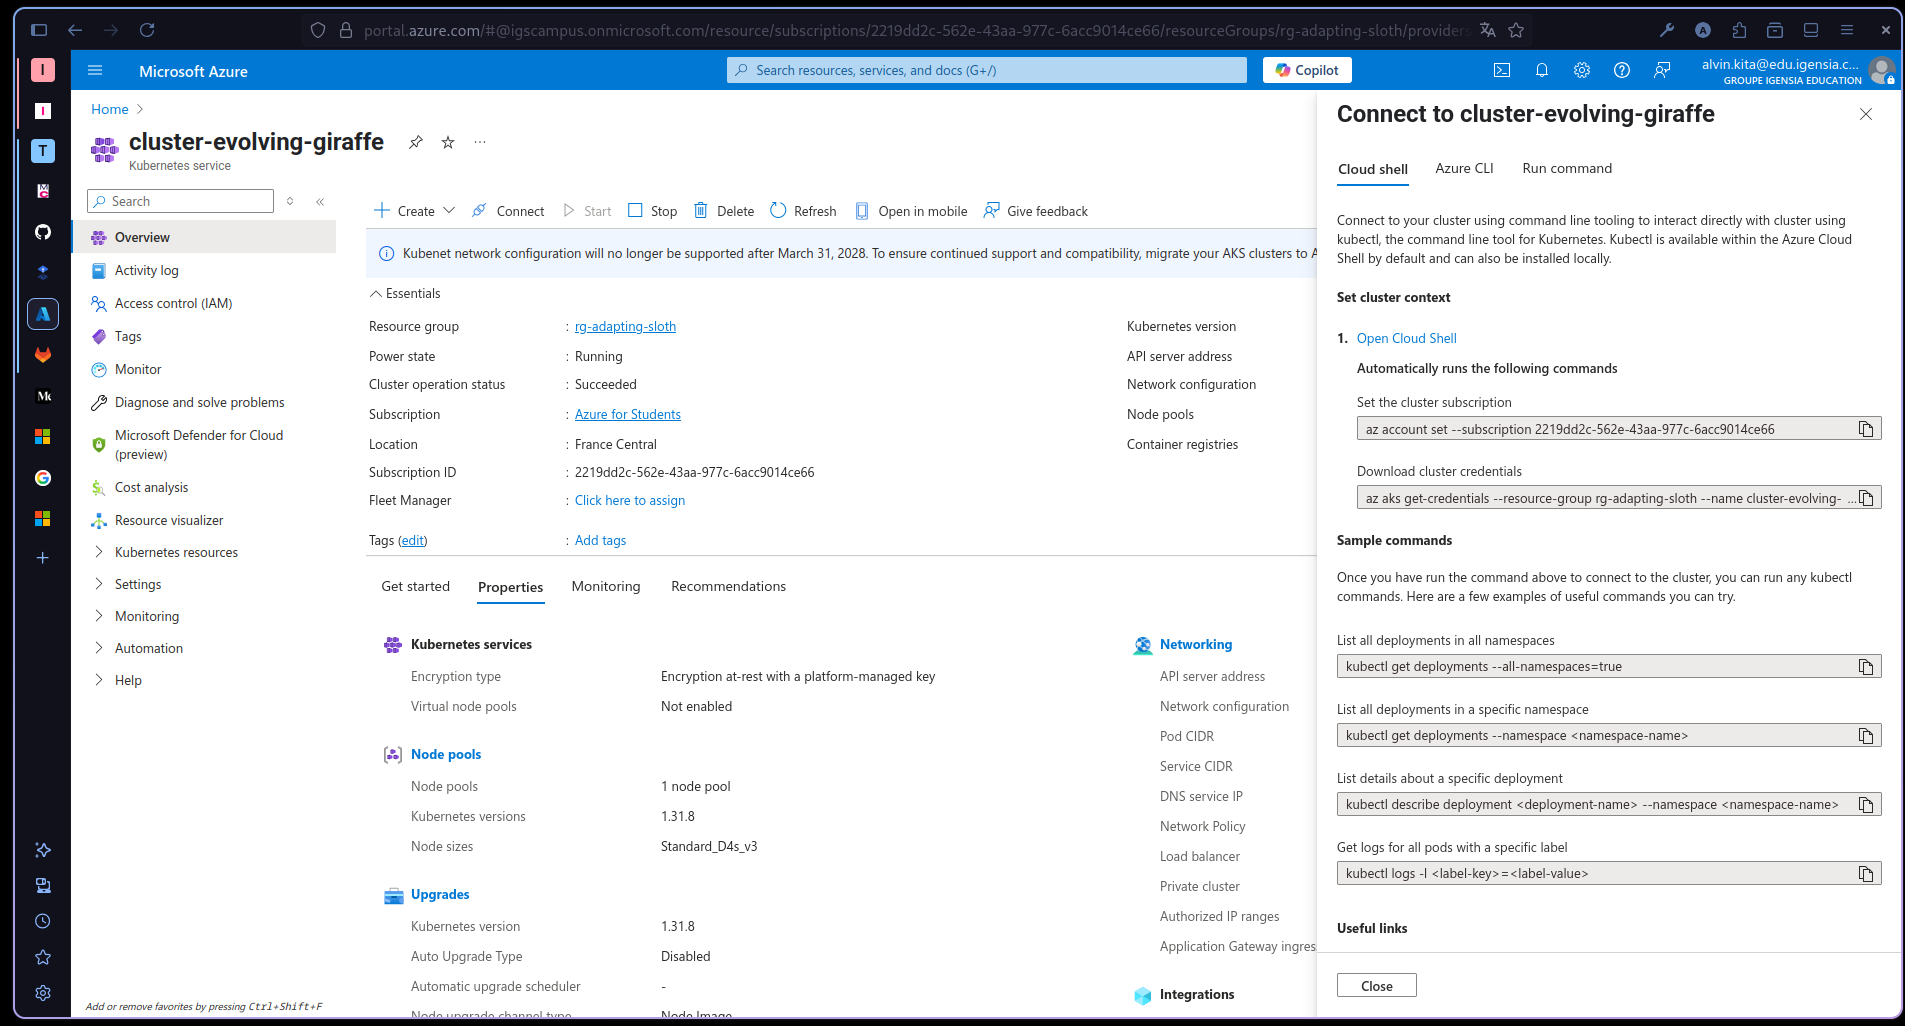 portal.azure.com/#@igscampus.onmicrosoft.com/resource/subscriptions/2219dd2c-562e-43aa-977c-6acc9014ce66/resourceGroups/rg-adapting-sloth/providers
Microsoft Azure
Search resources, services, and docs (G+/)
Copilot
alvin.kita@edu.igensia.c...
GROUPE IGENSIA EDUCATION
Home
cluster-evolving-giraffe
Kubernetes service
Search
Overview
Activity log
Access control (IAM)
Tags
Monitor
Diagnose and solve problems
Microsoft Defender for Cloud
(preview)
Cost analysis
Resource visualizer
Kubernetes resources
Settings
Monitoring
Automation
Help
Add or remove favorites by pressing Ctrl+Shift+F
Create
Connect
Start
Stop
Delete
Refresh
Open in mobile
Give feedback
Kubenet network configuration will no longer be supported after March 31, 2028. To ensure continued support and compatibility, migrate your AKS clusters to A
Essentials
Resource group : rg-adapting-sloth
Power state : Running
Cluster operation status : Succeeded
Subscription : Azure for Students
Location : France Central
Subscription ID : 2219dd2c-562e-43aa-977c-6acc9014ce66
Fleet Manager : Click here to assign
Kubernetes version
API server address
Network configuration
Node pools
Container registries
Tags (edit) : Add tags
Get started
Properties
Monitoring
Recommendations
Kubernetes services
Encryption type Encryption at-rest with a platform-managed key
Virtual node pools Not enabled
Node pools
Node pools 1 node pool
Kubernetes versions 1.31.8
Node sizes Standard_D4s_v3
Upgrades
Kubernetes version 1.31.8
Auto Upgrade Type Disabled
Automatic upgrade scheduler -
Node upgrade channel type Node Image
Networking
API server address
Network configuration
Pod CIDR
Service CIDR
DNS service IP
Network Policy
Load balancer
Private cluster
Authorized IP ranges
Application Gateway ingres
Integrations
Connect to cluster-evolving-giraffe
Cloud shell
Azure CLI
Run command
Connect to your cluster using command line tooling to interact directly with cluster using
kubectl, the command line tool for Kubernetes. Kubectl is available within the Azure Cloud
Shell by default and can also be installed locally.
Set cluster context
1. Open Cloud Shell
Automatically runs the following commands
Set the cluster subscription
az account set --subscription 2219dd2c-562e-43aa-977c-6acc9014ce66
Download cluster credentials
az aks get-credentials --resource-group rg-adapting-sloth --name cluster-evolving- ...
Sample commands
Once you have run the command above to connect to the cluster, you can run any kubectl
commands. Here are a few examples of useful commands you can try.
List all deployments in all namespaces
kubectl get deployments --all-namespaces=true
List all deployments in a specific namespace
kubectl get deployments --namespace <namespace-name>
List details about a specific deployment
kubectl describe deployment <deployment-name> --namespace <namespace-name>
Get logs for all pods with a specific label
kubectl logs -l <label-key>=<label-value>
Useful links
Close